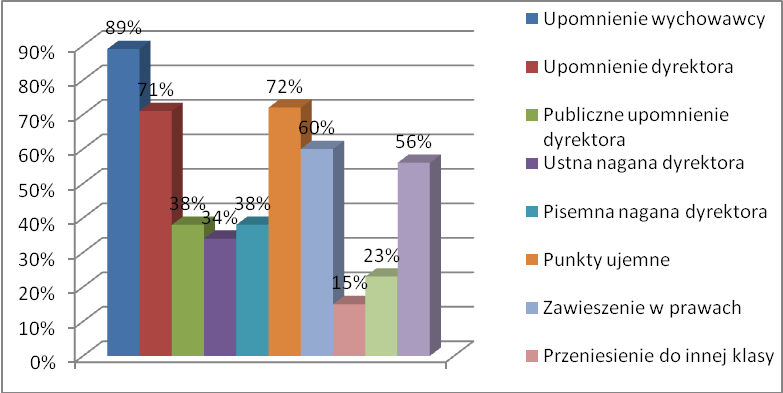 89%
71%
38%
34%
38%
72%
60%
15%
23%
56%
90%
80%
70%
60%
50%
40%
30%
20%
10%
0%
Upomnienie wychowawcy
Upomnienie dyrektora
Publiczne upomnienie
dyrektora
Ustna nagana dyrektora
Pisemna nagana dyrektora
Punkty ujemne
Zawieszenie w prawach
Przeniesienie do innej klasy